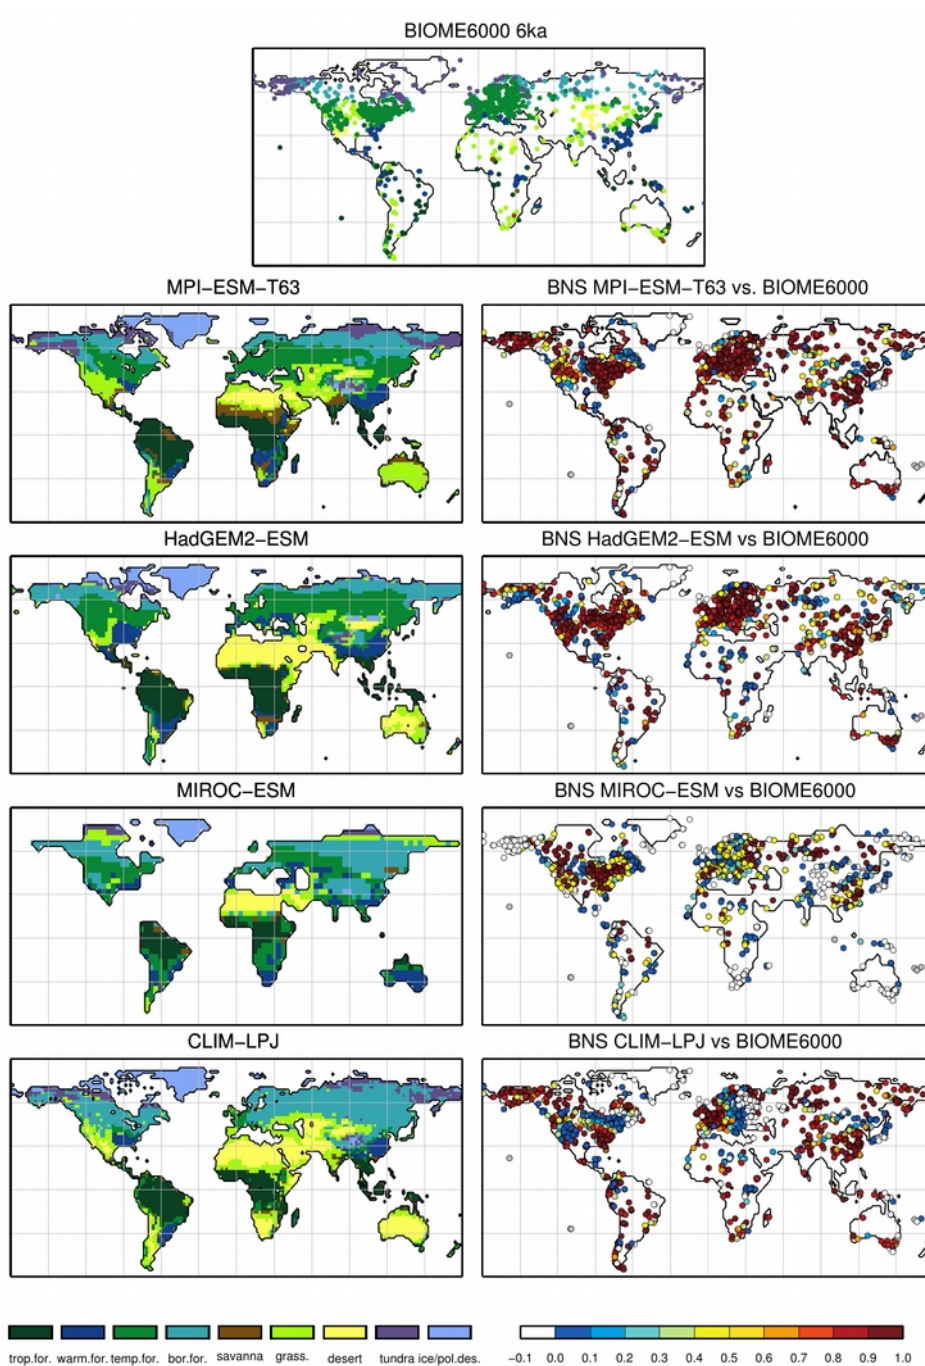 BIOME6000 6ka
MPI-ESM-T63 BNS MPI-ESM-T63 vs. BIOME6000
HadGEM2-ESM BNS HadGEM2-ESM vs BIOME6000
MIROC-ESM BNS MIROC-ESM vs BIOME6000
CLIM-LPJ BNS CLIM-LPJ vs BIOME6000
trop.for. warm.for. temp.for. bor.for. savanna grass. desert tundra ice/pol.des. -0.1 0.0 0.1 0.2 0.3 0.4 0.5 0.6 0.7 0.8 0.9 1.0